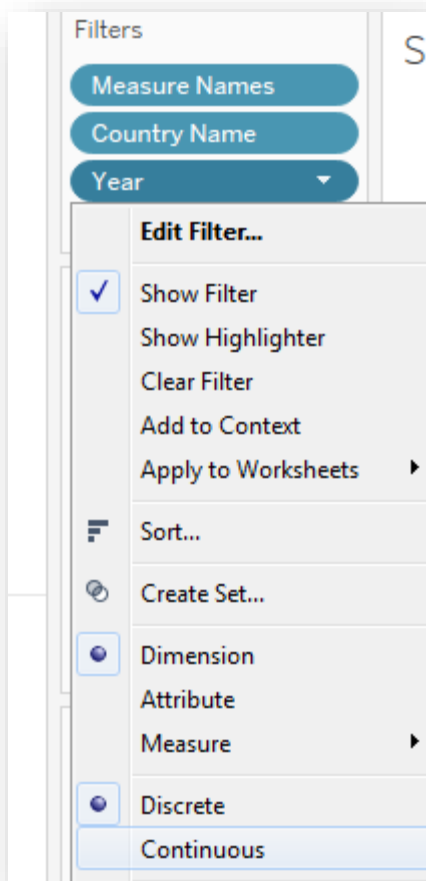 Filters
S
Measure Names
Country Name
Year
Edit Filter...
Show Filter
Show Highlighter
Clear Filter
Add to Context
Apply to Worksheets
Sort...
Create Set...
Dimension
Attribute
Measure
Discrete
Continuous